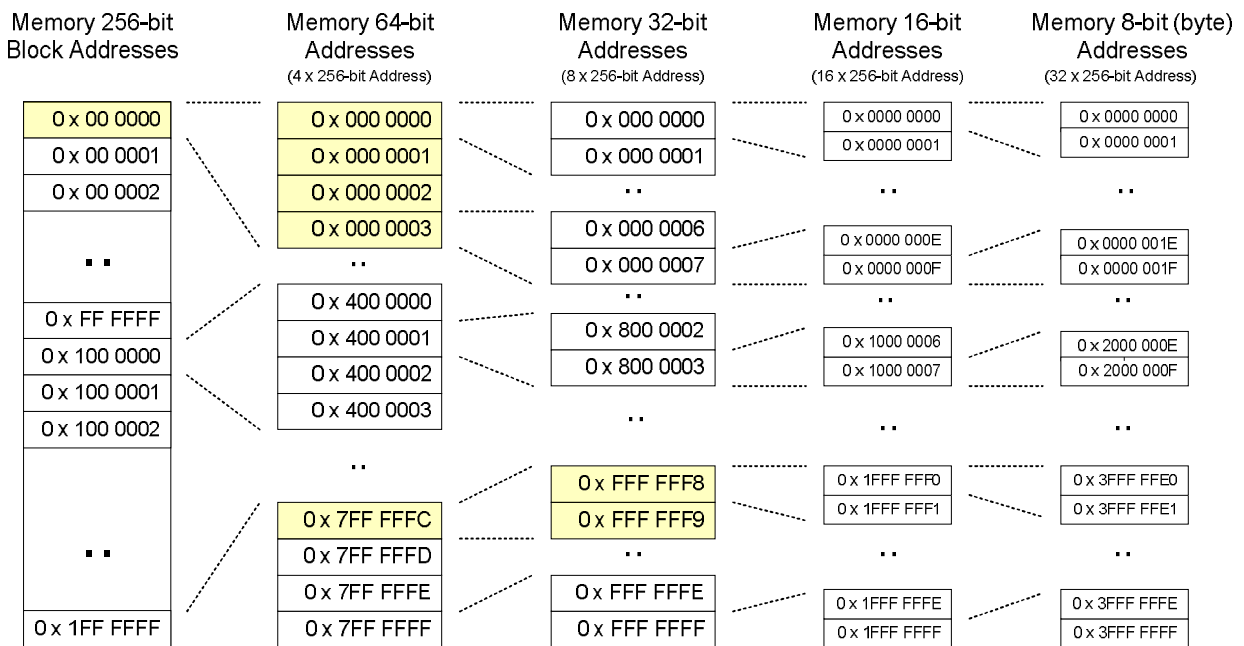 Memory 256-bit
Block Addresses
0 x 00 0000
0 x 00 0001
0 x 00 0002
..
0 x FF FFFF
0 x 100 0000
0 x 100 0001
0 x 100 0002
..
0 x 1FF FFFF
Memory 64-bit
Addresses
(4 x 256-bit Address)
0 x 000 0000
0 x 000 0001
0 x 000 0002
0 x 000 0003
..
0 x 400 0000
0 x 400 0001
0 x 400 0002
0 x 400 0003
..
0 x 7FF FFFC
0 x 7FF FFFD
0 x 7FF FFFE
0 x 7FF FFFF
Memory 32-bit
Addresses
(8 x 256-bit Address)
0 x 000 0000
0 x 000 0001
..
0 x 000 0006
0 x 000 0007
..
0 x 800 0002
0 x 800 0003
..
0 x FFF FFF8
0 x FFF FFF9
..
0 x FFF FFFE
0 x FFF FFFF
Memory 16-bit
Addresses
(16 x 256-bit Address)
0 x 0000 0000
0 x 0000 0001
..
0 x 0000 000E
0 x 0000 000F
..
0 x 1000 0006
0 x 1000 0007
..
0 x 1FFF FFF0
0 x 1FFF FFF1
..
0 x 1FFF FFFE
0 x 1FFF FFFF
Memory 8-bit (byte)
Addresses
(32 x 256-bit Address)
0 x 0000 0000
0 x 0000 0001
..
0 x 0000 001E
0 x 0000 001F
..
0 x 2000 000E
0 x 2000 000F
..
0 x 3FFF FFE0
0 x 3FFF FFE1
..
0 x 3FFF FFFE
0 x 3FFF FFFF